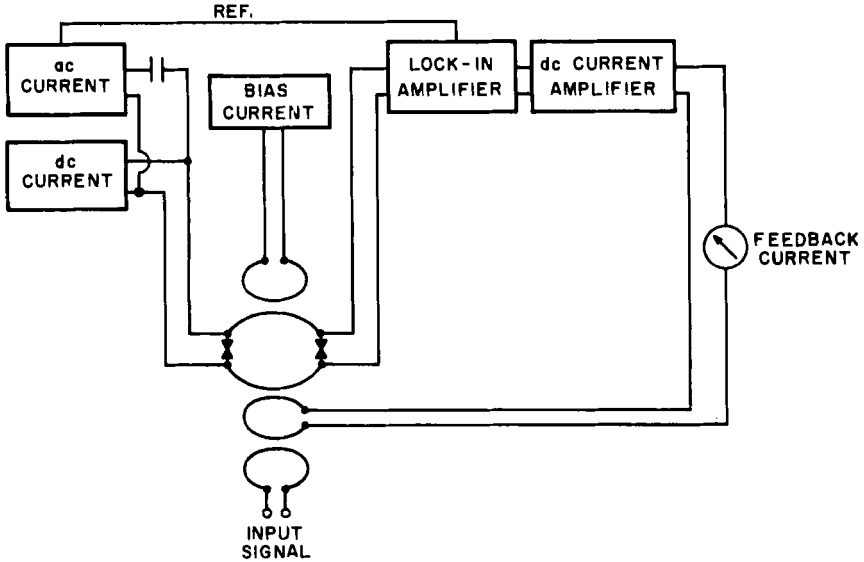 REF.
ac
CURRENT
BIAS
CURRENT
LOCK-IN
AMPLIFIER
dc CURRENT
AMPLIFIER
dc
CURRENT
FEEDBACK
CURRENT
INPUT
SIGNAL